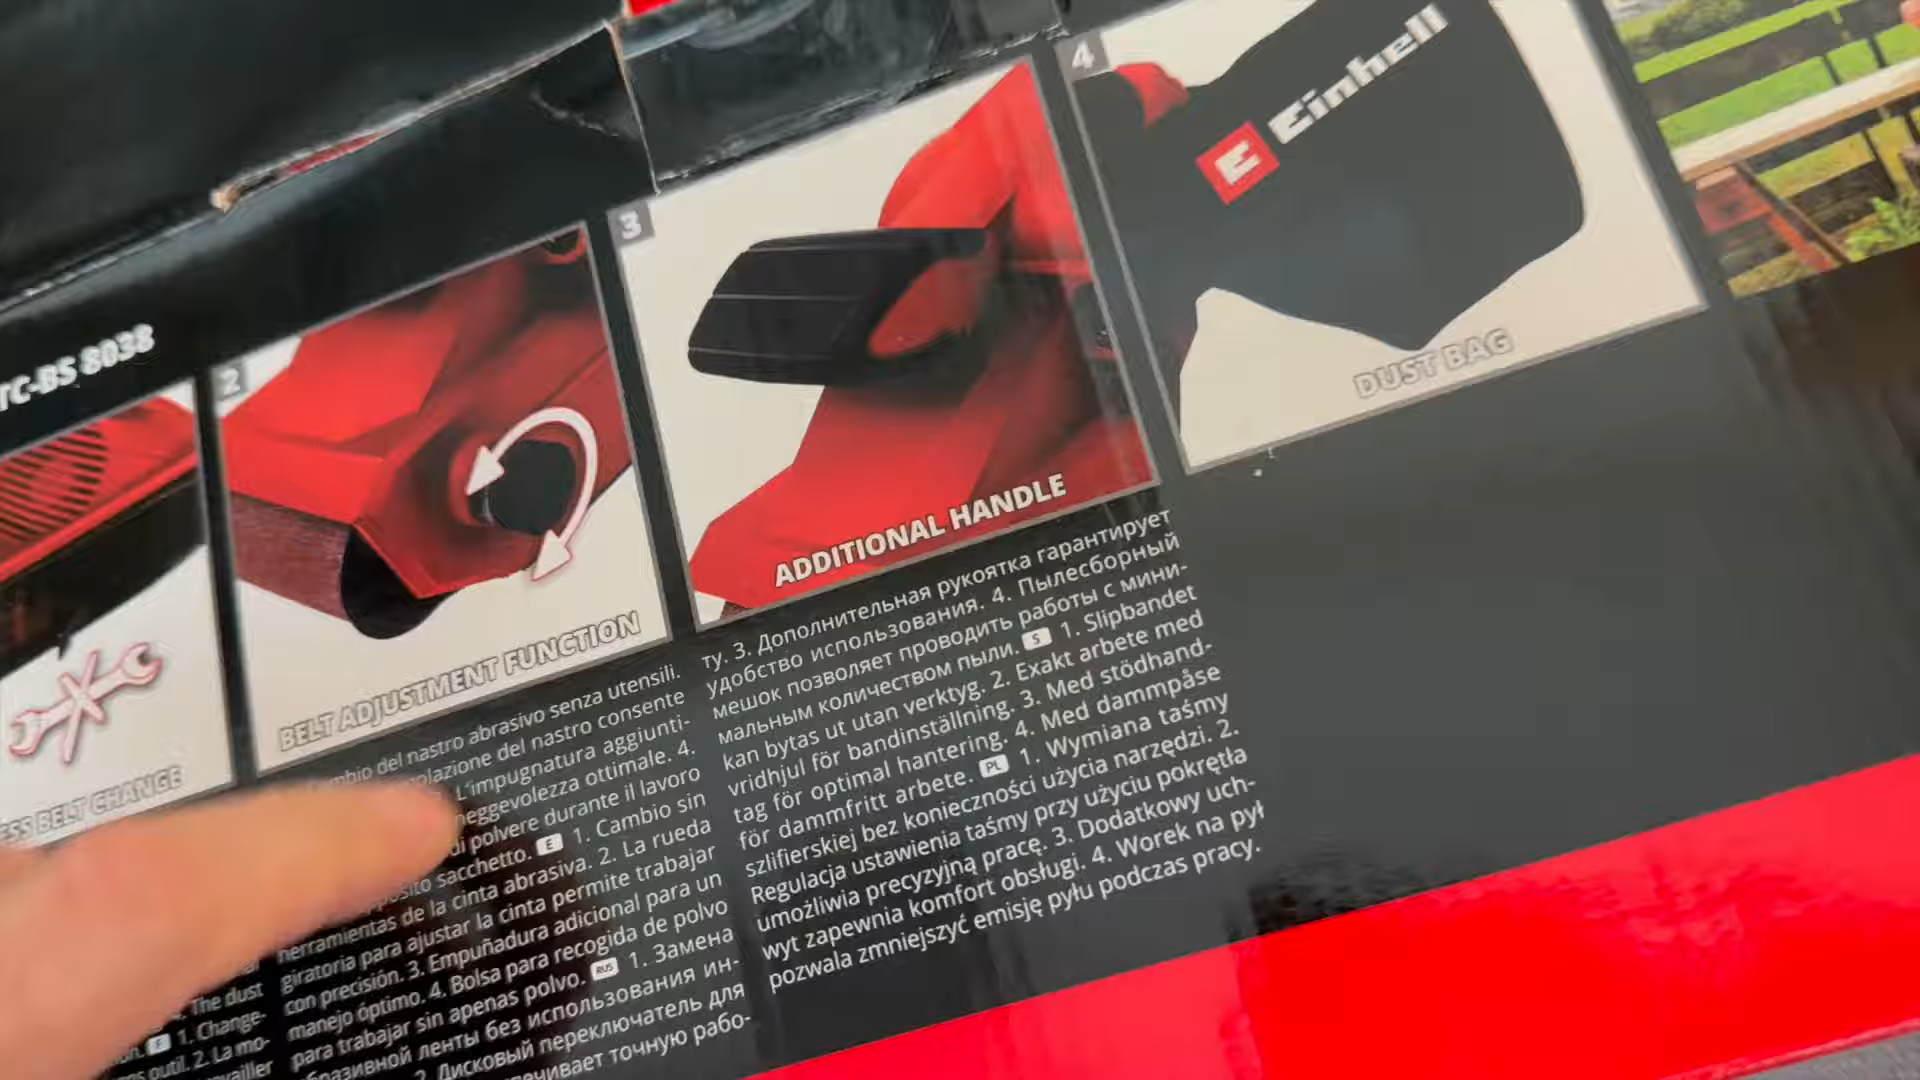 TC-BS 8038
BELT CHANGE
2
BELT ADJUSTMENT FUNCTION
3
ADDITIONAL HANDLE
4
Einhell
DUST BAG
The dust
F 1. Change-
outil. 2. La mo-
del nastro abrasivo senza utensili.
del nastro consente
L'impugnatura aggiunti-
ottimale. 4.
di polvere durante il lavoro
sacchetto. E 1. Cambio sin
herramientas de la cinta abrasiva. 2. La rueda
giratoria para ajustar la cinta permite trabajar
con precisión. 3. Empuñadura adicional para un
manejo óptimo. 4. Bolsa para recogida de polvo
para trabajar sin apenas polvo. RUS 1. Замена
ленты без использования ин-
2. Дисковый переключатель для
точную рабо-
ту. 3. Дополнительная рукоятка гарантирует
удобство использования. 4. Пылесборный
мешок позволяет проводить работы с мини-
мальным количеством пыли. S 1. Slipbandet
kan bytas ut utan verktyg. 2. Exakt arbete med
vridhjul för bandinställning. 3. Med stödhand-
tag för optimal hantering. 4. Med dammpåse
för dammfritt arbete. PL 1. Wymiana taśmy
szlifierskiej bez konieczności użycia narzędzi. 2.
Regulacja ustawienia taśmy przy użyciu pokrętła
umożliwia precyzyjną pracę. 3. Dodatkowy uch-
wyt zapewnia komfort obsługi. 4. Worek na pył
pozwala zmniejszyć emisję pyłu podczas pracy.